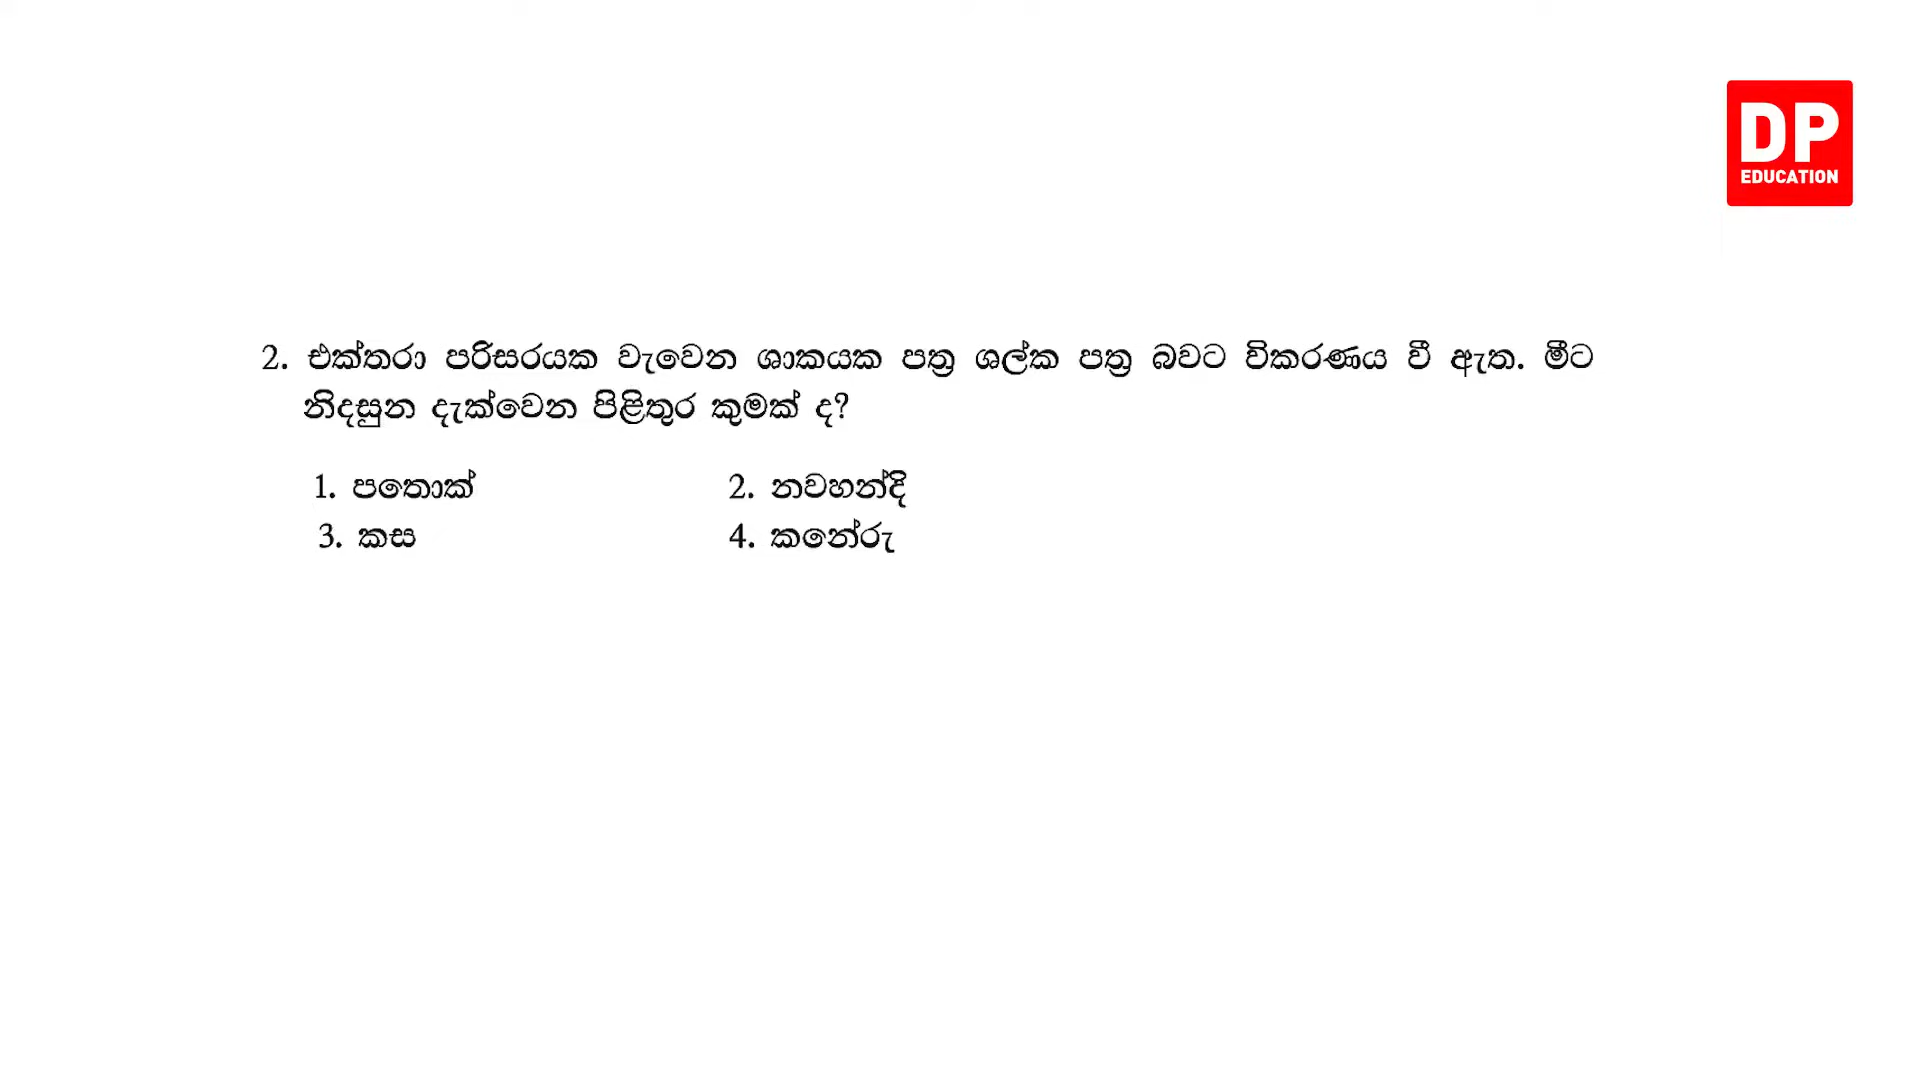 DP
EDUCATION
2. එක්තරා පරිසරයක වැවෙන ශාකයක පත්‍ර ශල්ක පත්‍ර බවට විකරණය වී ඇත. මීට
නිදසුන දැක්වෙන පිළිතුර කුමක් ද?
1. පතොක් 2. නවහන්දි
3. කස 4. කනේරු